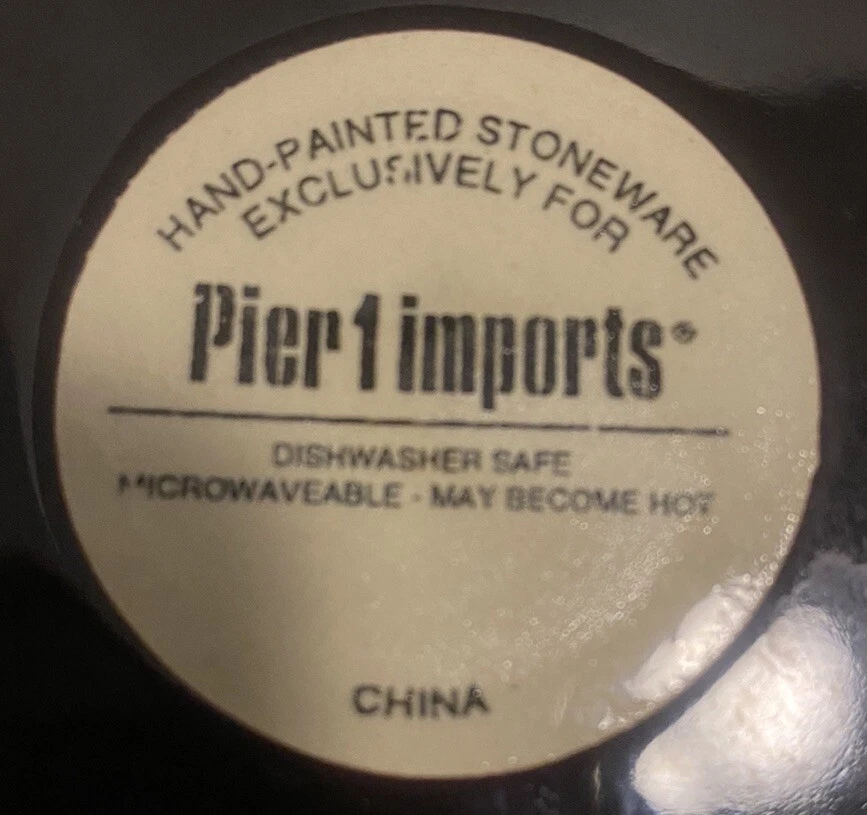 HAND-PAINTED STONEWARE
EXCLUSIVELY FOR
Pier 1 imports®
DISHWASHER SAFE
MICROWAVEABLE - MAY BECOME HOT
CHINA